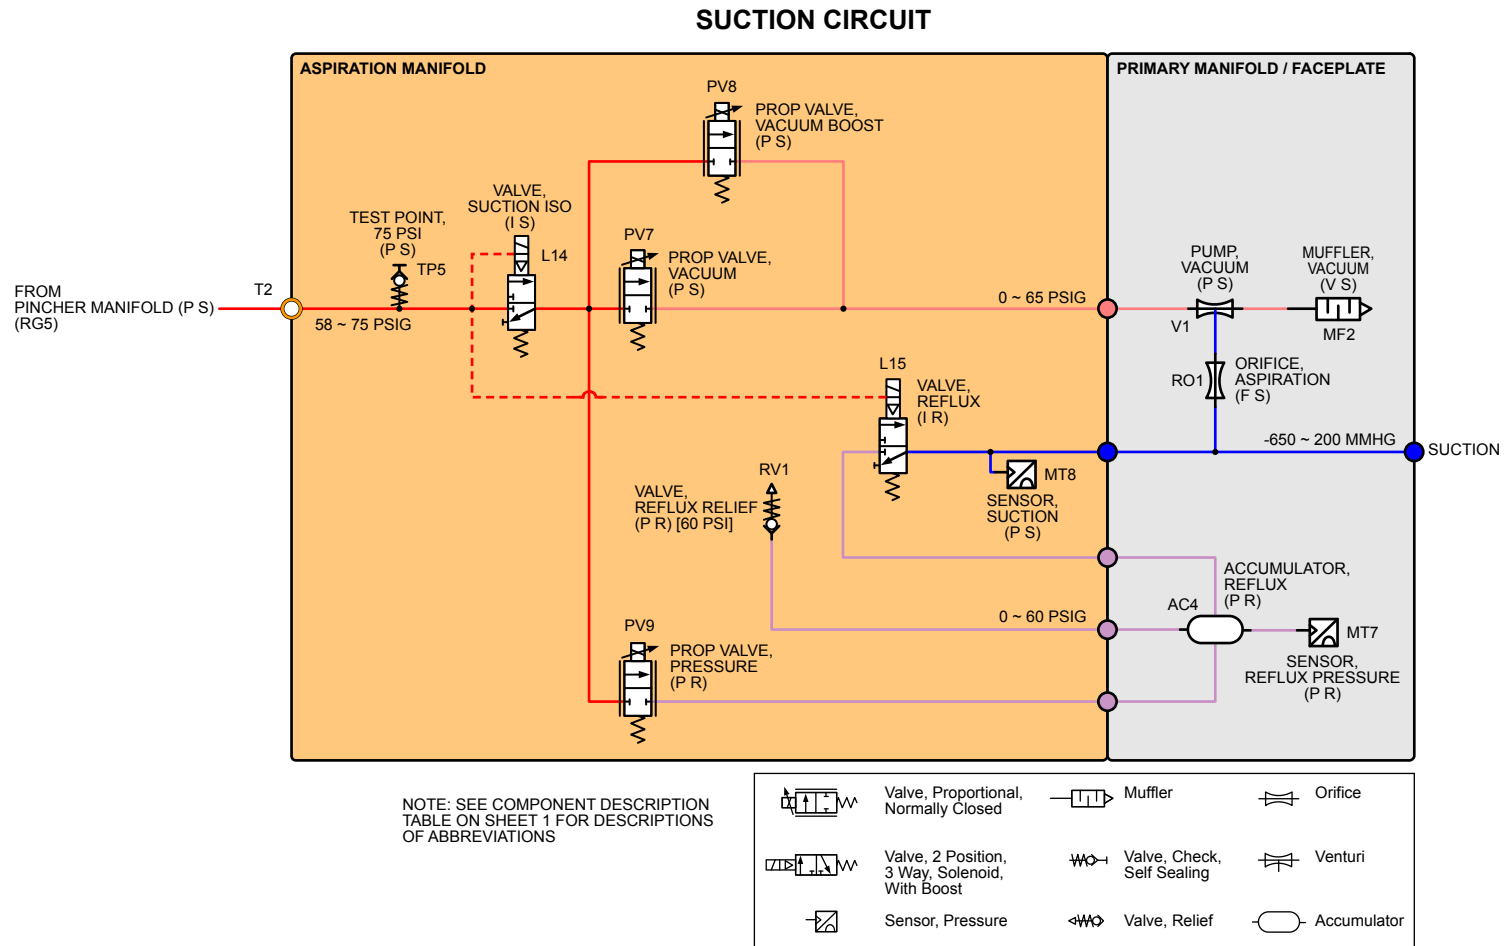 SUCTION CIRCUIT
ASPIRATION MANIFOLD
PRIMARY MANIFOLD / FACEPLATE
PV8
PROP VALVE,
VACUUM BOOST
(P S)
VALVE,
SUCTION ISO
(I S)
L14
TEST POINT,
75 PSI
(P S)
TP5
PV7
PROP VALVE,
VACUUM
(P S)
PUMP,
VACUUM
(P S)
V1
MUFFLER,
VACUUM
(V S)
MF2
FROM
PINCHER MANIFOLD (P S)
(RG5)
T2
58 ~ 75 PSIG
0 ~ 65 PSIG
L15
VALVE,
REFLUX
(I R)
RO1
ORIFICE,
ASPIRATION
(F S)
-650 ~ 200 MMHG
SUCTION
RV1
VALVE,
REFLUX RELIEF
(P R) [60 PSI]
MT8
SENSOR,
SUCTION
(P S)
ACCUMULATOR,
REFLUX
(P R)
AC4
0 ~ 60 PSIG
MT7
SENSOR,
REFLUX PRESSURE
(P R)
PV9
PROP VALVE,
PRESSURE
(P R)
NOTE: SEE COMPONENT DESCRIPTION
TABLE ON SHEET 1 FOR DESCRIPTIONS
OF ABBREVIATIONS
Valve, Proportional,
Normally Closed
Muffler
Orifice
Valve, 2 Position,
3 Way, Solenoid,
With Boost
Valve, Check,
Self Sealing
Venturi
Sensor, Pressure
Valve, Relief
Accumulator